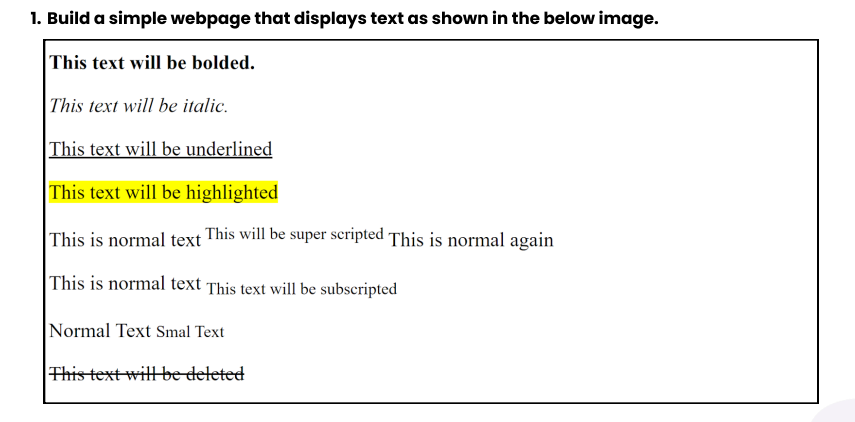 1. Build a simple webpage that displays text as shown in the below image.
This text will be bolded.
This text will be italic.
This text will be underlined
This text will be highlighted
This is normal text This will be super scripted This is normal again
This is normal text This text will be subscripted
Normal Text Smal Text
This text will be deleted